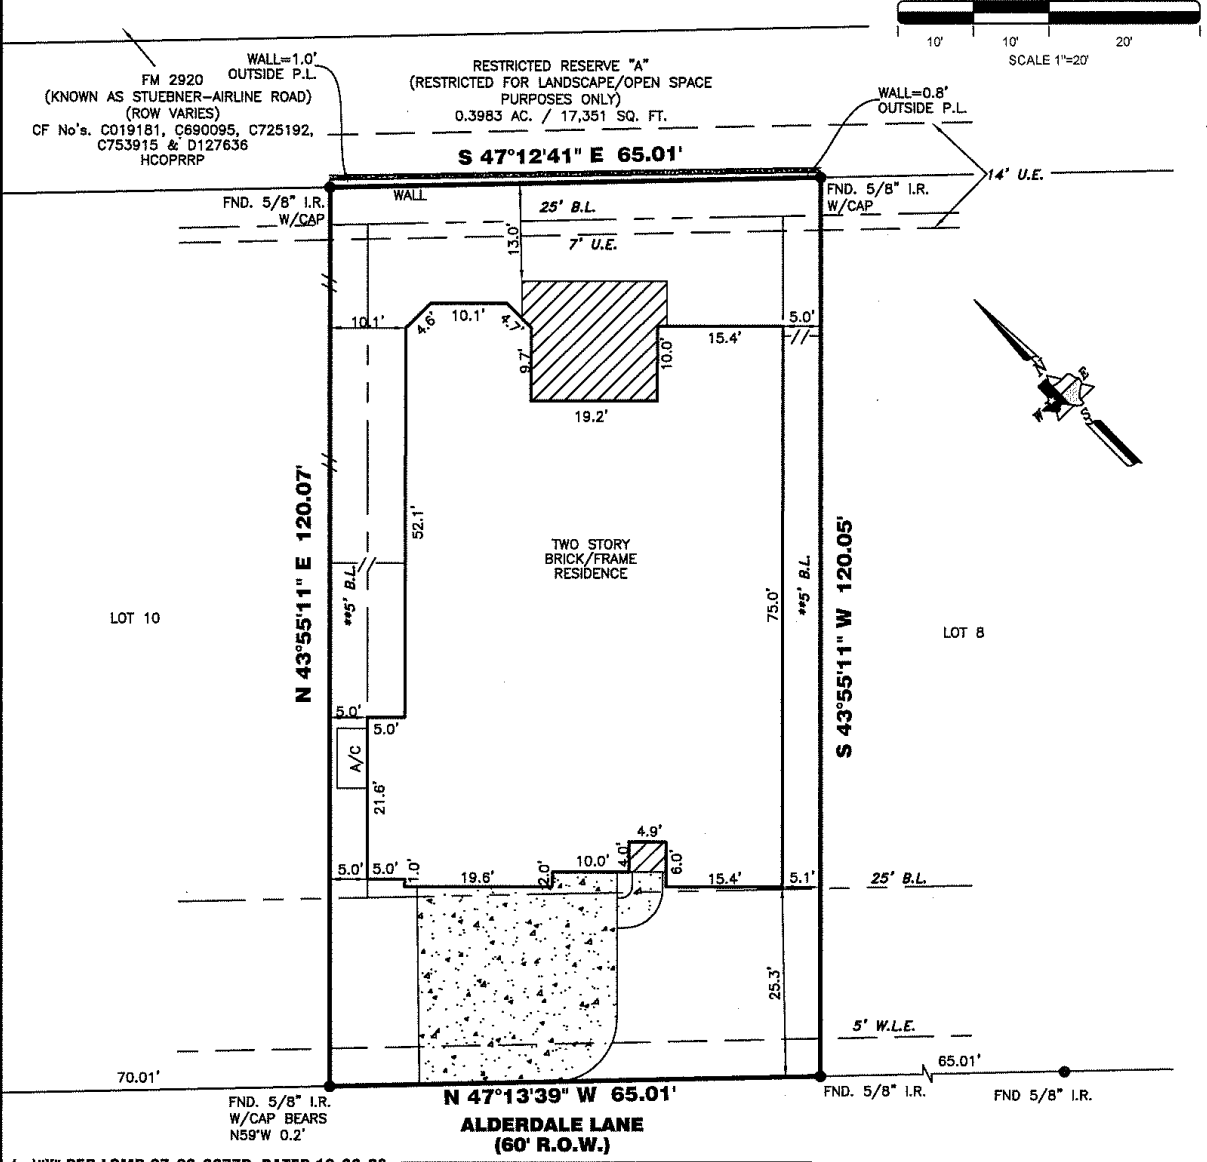 10'
10'
20'
SCALE 1"=20'
WALL=1.0'
OUTSIDE P.L.
FM 2920
(KNOWN AS STUEBNER-AIRLINE ROAD)
(ROW VARIES)
CF No's. C019181, C690095, C725192,
C753915 & D127636
HCOPRRP
RESTRICTED RESERVE "A"
(RESTRICTED FOR LANDSCAPE/OPEN SPACE
PURPOSES ONLY)
0.3983 AC. / 17,351 SQ. FT.
WALL=0.8'
OUTSIDE P.L.
S 47°12'41" E 65.01'
14' U.E.
FND. 5/8" I.R.
W/CAP
WALL
25' B.L.
FND. 5/8" I.R.
W/CAP
13.0'
7' U.E.
10.1'
4.6'
10.1'
4.7'
9.7'
10.0'
15.4'
5.0'
19.2'
N
E
W
S
N 43°55'11" E 120.07'
52.1'
TWO STORY
BRICK/FRAME
RESIDENCE
**5' B.L.
75.0'
**5' B.L.
S 43°55'11" W 120.05'
LOT 10
LOT 8
5.0'
5.0'
A/C
21.6'
4.9'
4.0'
6.0'
5.0'
5.0'
1.0'
19.6'
2.0'
10.0'
15.4'
5.1'
25' B.L.
25.3'
5' W.L.E.
70.01'
65.01'
FND. 5/8" I.R.
W/CAP BEARS
N59°W 0.2'
N 47°13'39" W 65.01'
FND. 5/8" I.R.
FND 5/8" I.R.
ALDERDALE LANE
(60' R.O.W.)